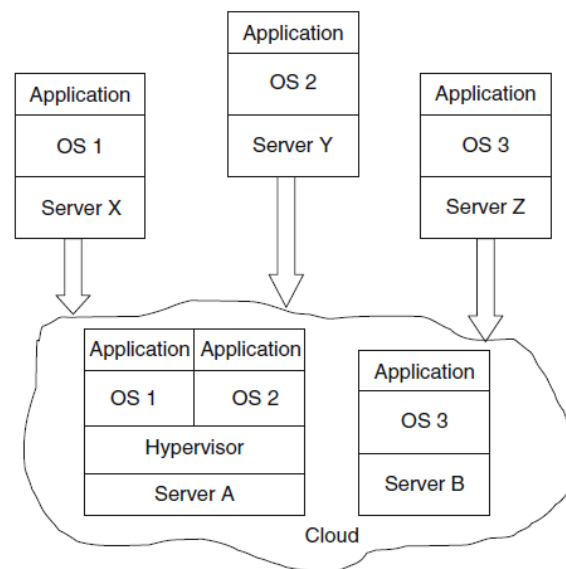 Application
OS 1
Server X
Application
OS 2
Server Y
Application
OS 3
Server Z
Application Application
OS 1 OS 2
Hypervisor
Server A
Application
OS 3
Server B
Cloud